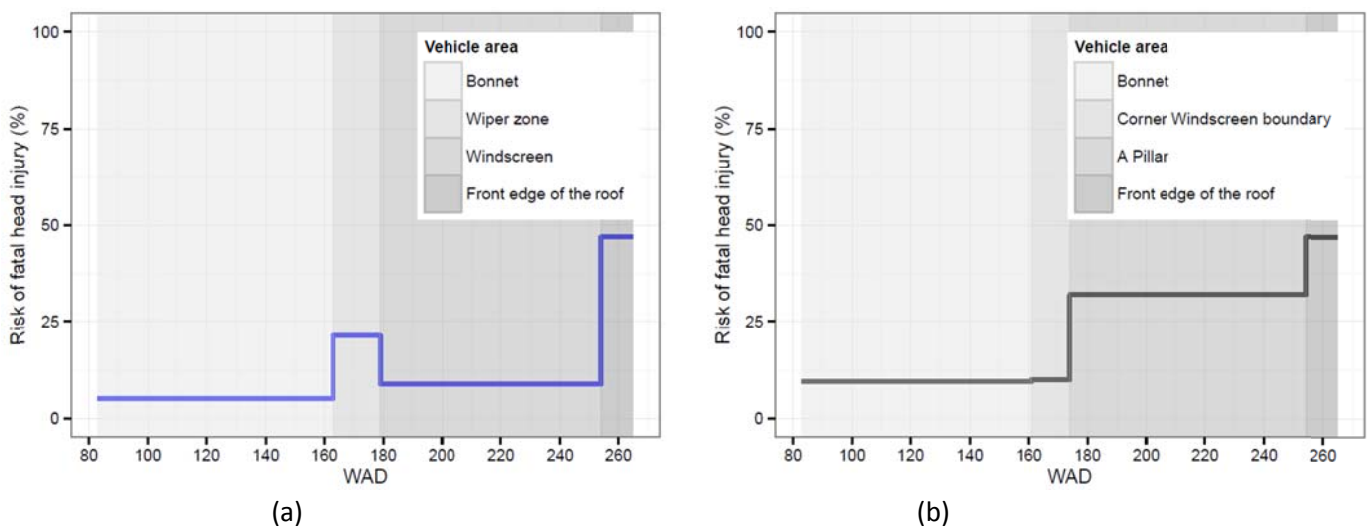 100
75
50
25
0
Risk of fatal head injury (%)
Vehicle area
Bonnet
Wiper zone
Windscreen
Front edge of the roof
80 100 120 140 160 180 200 220 240 260
WAD
(a)
100
75
50
25
0
Risk of fatal head injury (%)
Vehicle area
Bonnet
Corner Windscreen boundary
A Pillar
Front edge of the roof
80 100 120 140 160 180 200 220 240 260
WAD
(b)